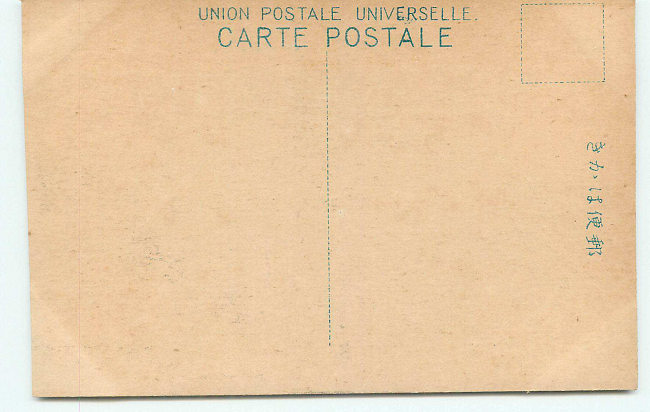 UNION POSTALE UNIVERSELLE.
CARTE POSTALE
きかは便郵